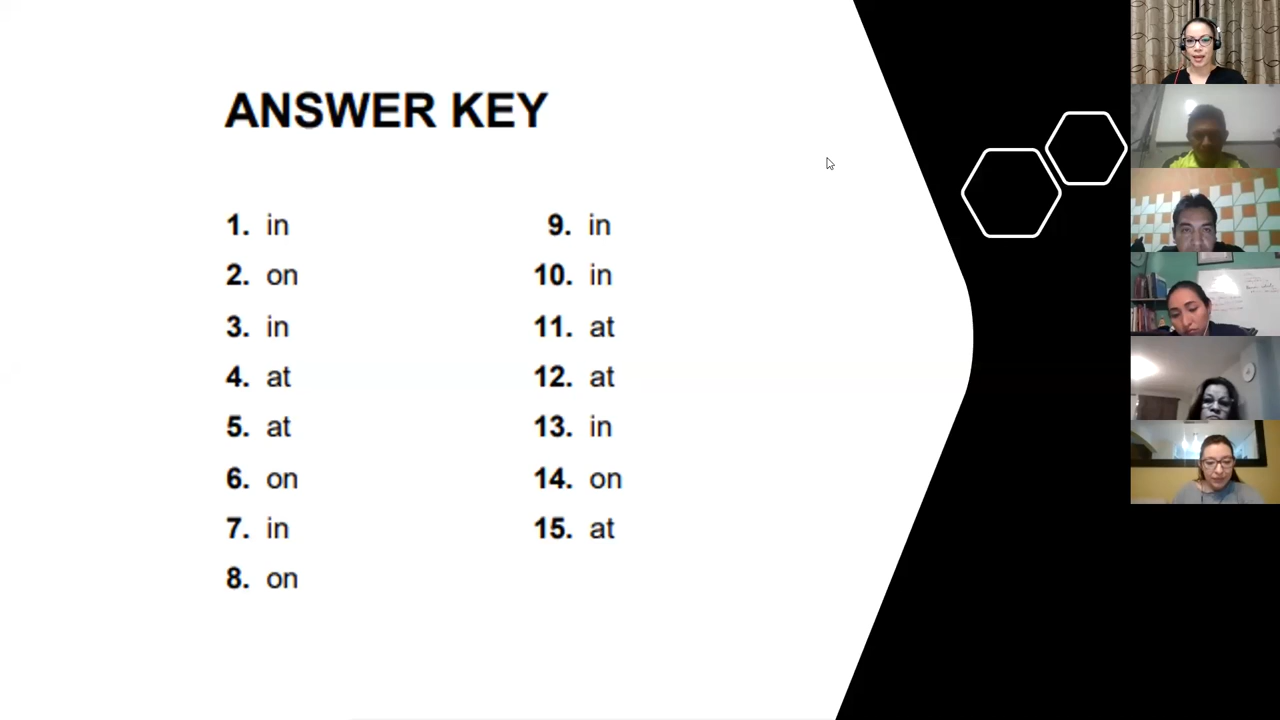 ANSWER KEY
1. in
2. on
3. in
4. at
5. at
6. on
7. in
8. on
9. in
10. in
11. at
12. at
13. in
14. on
15. at